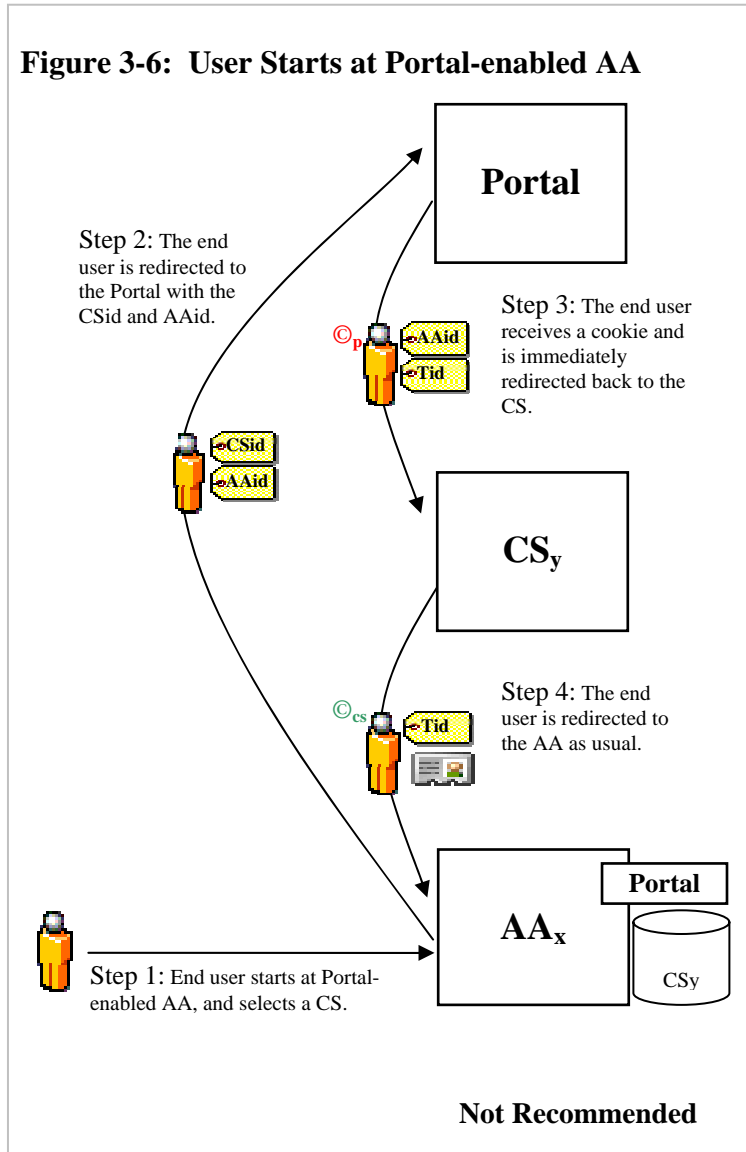 Figure 3-6:  User Starts at Portal-enabled AA
Portal
Step 2: The end
user is redirected to
the Portal with the
CSid and AAid.
Step 3: The end user
receives a cookie and
is immediately
redirected back to the
CS.
©p
AAid
Tid
CSid
AAid
CSy
©cs
Tid
Step 4: The end
user is redirected to
the AA as usual.
AAx
Portal
CSy
Step 1: End user starts at Portal-
enabled AA, and selects a CS.
Not Recommended